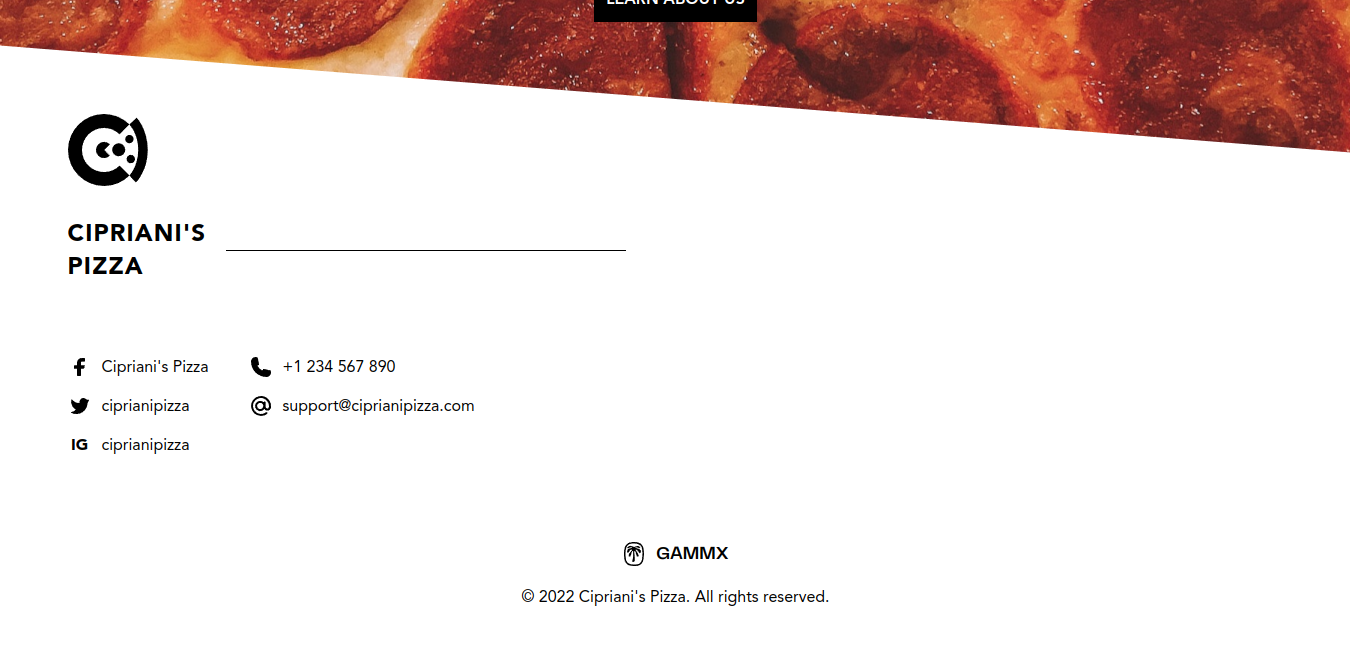 LEARN ABOUT US
CIPRIANI'S
PIZZA
Cipriani's Pizza
ciprianipizza
IG ciprianipizza
+1 234 567 890
support@ciprianipizza.com
GAMMX
© 2022 Cipriani's Pizza. All rights reserved.